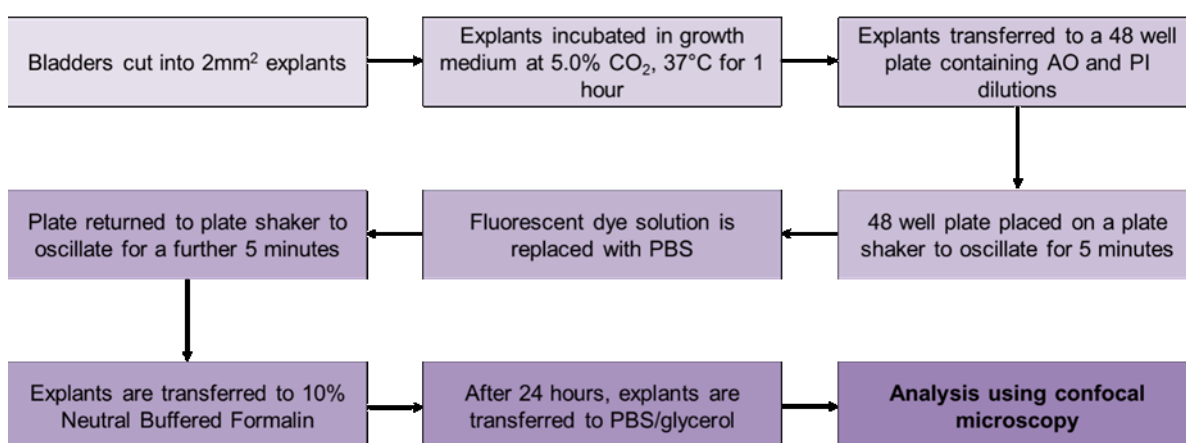 Bladders cut into 2mm² explants
Explants incubated in growth
medium at 5.0% CO₂, 37°C for 1
hour
Explants transferred to a 48 well
plate containing AO and PI
dilutions
48 well plate placed on a plate
shaker to oscillate for 5 minutes
Fluorescent dye solution is
replaced with PBS
Plate returned to plate shaker to
oscillate for a further 5 minutes
Explants are transferred to 10%
Neutral Buffered Formalin
After 24 hours, explants are
transferred to PBS/glycerol
Analysis using confocal
microscopy